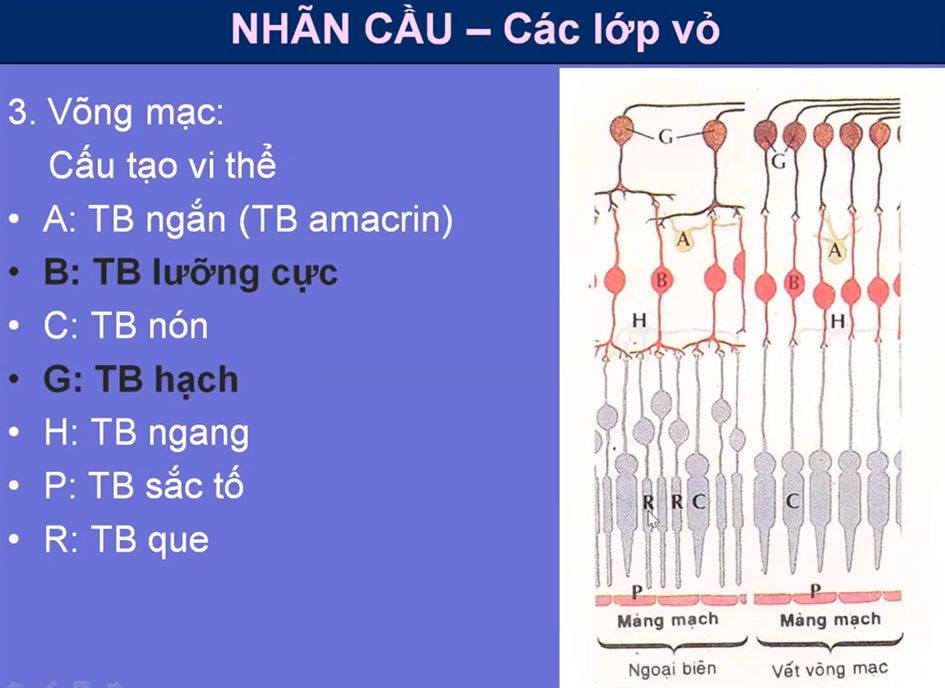 NHÃN CẦU – Các lớp vỏ
3. Võng mạc:
Cấu tạo vi thể
• A: TB ngắn (TB amacrin)
• B: TB lưỡng cực
• C: TB nón
• G: TB hạch
• H: TB ngang
• P: TB sắc tố
• R: TB que
G
A
B
H
R R C
P
Màng mạch
Ngoại biên
G
A
B
H
C
P
Màng mạch
Vết võng mạc